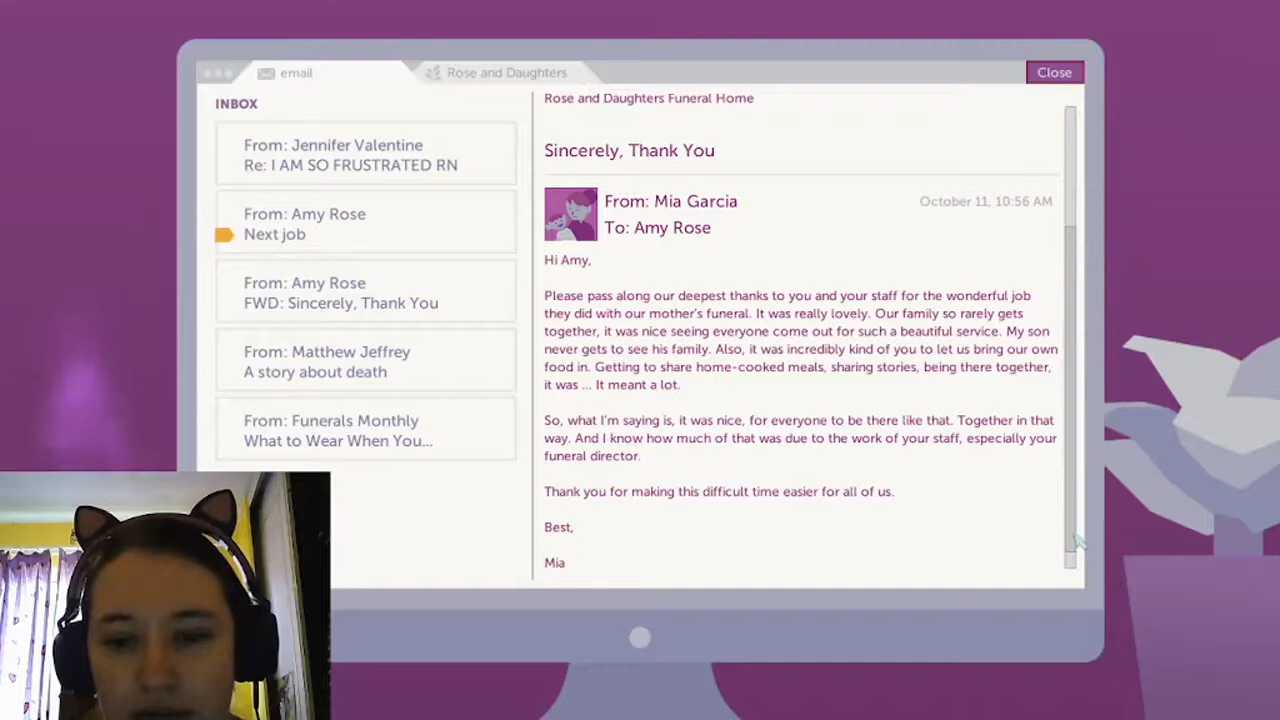 email
Rose and Daughters
Close
INBOX
From: Jennifer Valentine
Re: I AM SO FRUSTRATED RN
From: Amy Rose
Next job
From: Amy Rose
FWD: Sincerely, Thank You
From: Matthew Jeffrey
A story about death
From: Funerals Monthly
What to Wear When You...
Rose and Daughters Funeral Home
Sincerely, Thank You
From: Mia Garcia
October 11, 10:56 AM
To: Amy Rose
Hi Amy,
Please pass along our deepest thanks to you and your staff for the wonderful job
they did with our mother's funeral. It was really lovely. Our family so rarely gets
together, it was nice seeing everyone come out for such a beautiful service. My son
never gets to see his family. Also, it was incredibly kind of you to let us bring our own
food in. Getting to share home-cooked meals, sharing stories, being there together,
it was ... It meant a lot.
So, what I'm saying is, it was nice, for everyone to be there like that. Together in that
way. And I know how much of that was due to the work of your staff, especially your
funeral director.
Thank you for making this difficult time easier for all of us.
Best,
Mia